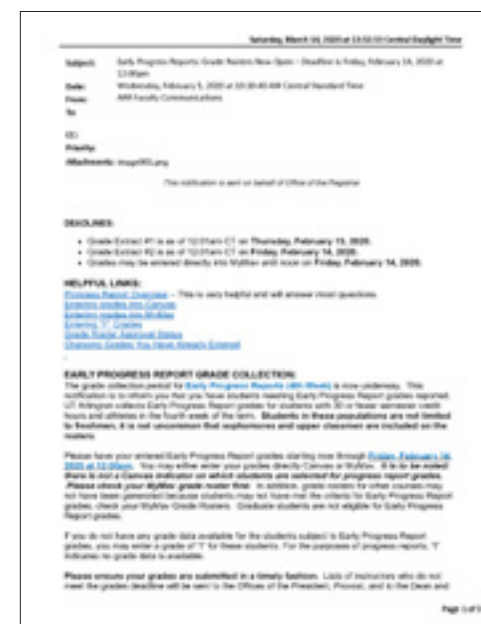 Saturday, March 14, 2020 at 13:52:33 Central Daylight Time
Subject: Early Progress Reports Grade Rosters Now Open - Deadline is Friday, February 14, 2020 at
12:00pm
Date: Wednesday, February 5, 2020 at 10:30:40 AM Central Standard Time
From: Faculty Communications
To
CC:
Priority:
Attachments: image001.png
This notification is sent on behalf of Office of the Registrar
DEADLINES:
• Grade Extract #1 is as of 12:01am CT on Thursday, February 13, 2020.
• Grade Extract #2 is as of 12:01am CT on Friday, February 14, 2020.
• Grades may be entered directly into MyMav until noon on Friday, February 14, 2020.
HELPFUL LINKS:
Progress Report Overview – This is very helpful and will answer most questions.
Entering grades into Canvas
Entering grades into MyMav
Entering "I" Grades
Grade Roster Approval Status
Changing Grades You Have Already Entered
EARLY PROGRESS REPORT GRADE COLLECTION:
The grade collection period for Early Progress Reports (4th Week) is now underway. This
notification is to inform you that you have students needing Early Progress Report grades reported.
UT Arlington collects Early Progress Report grades for students with 30 or fewer semester credit
hours and athletes in the fourth week of the term. Students in these populations are not limited
to freshmen, it is not uncommon that sophomores and upper classmen are included on the
rosters.
Please have your entered Early Progress Report grades starting now through Friday, February 14,
2020 at 12:00pm. You may either enter your grades directly Canvas or MyMav. It is to be noted
there is not a Canvas indicator on which students are selected for progress report grades.
Please check your MyMav grade roster first. In addition, grade rosters for other courses may
not have been generated because students may not have met the criteria for Early Progress Report
grades, check your MyMav Grade Rosters. Graduate students are not eligible for Early Progress
Report grades.
If you do not have any grade data available for the students subject to Early Progress Report
grades, you may enter a grade of "I" for these students. For the purposes of progress reports, "I"
indicates no grade data is available.
Please ensure your grades are submitted in a timely fashion. Lists of instructors who do not
meet the grades deadline will be sent to the Offices of the President, Provost, and to the Dean and
Page 1 of 3